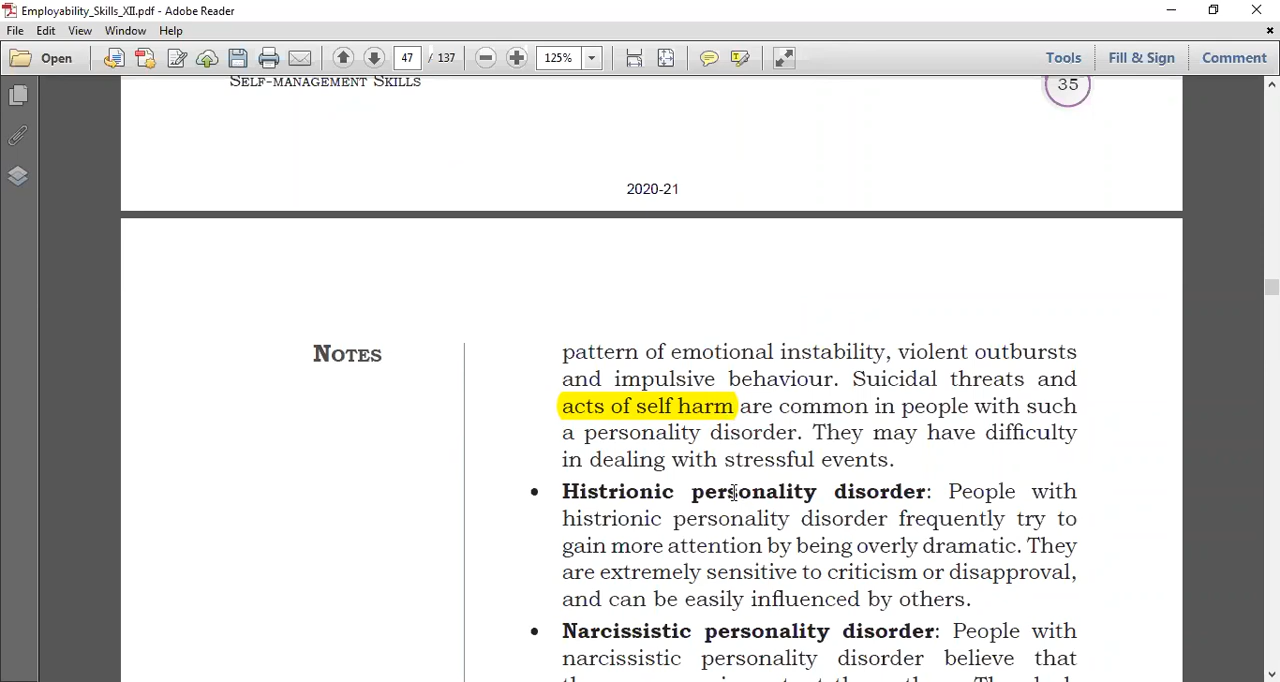 Employability_Skills_XII.pdf - Adobe Reader
File Edit View Window Help
Open 47 / 137 125% Tools Fill & Sign Comment
SELF-MANAGEMENT SKILLS 35
2020-21
NOTES
pattern of emotional instability, violent outbursts
and impulsive behaviour. Suicidal threats and
acts of self harm are common in people with such
a personality disorder. They may have difficulty
in dealing with stressful events.
• Histrionic personality disorder: People with
histrionic personality disorder frequently try to
gain more attention by being overly dramatic. They
are extremely sensitive to criticism or disapproval,
and can be easily influenced by others.
• Narcissistic personality disorder: People with
narcissistic personality disorder believe that